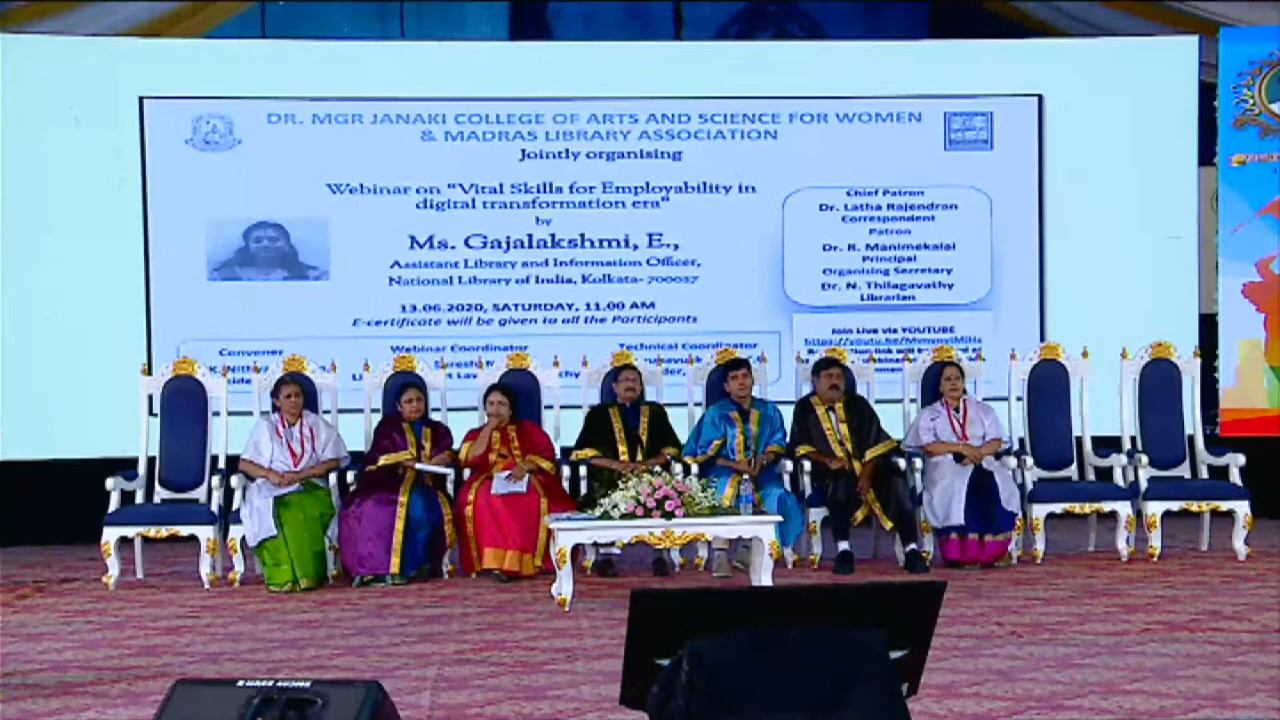 DR. MGR JANAKI COLLEGE OF ARTS AND SCIENCE FOR WOMEN
& MADRAS LIBRARY ASSOCIATION
Jointly organising
Webinar on "Vital Skills for Employability in
digital transformation era"
by
Ms. Gajalakshmi, E.,
Assistant Library and Information Officer,
National Library of India, Kolkata- 700027
13.06.2020, SATURDAY, 11.00 AM
E-certificate will be given to all the Participants
Chief Patron
Dr. Latha Rajendran
Correspondent
Patron
Dr. R. Manimekalai
Principal
Organising Secretary
Dr. N. Thilagavathy
Librarian
Join Live via YOUTUBE
Convener
Webinar Coordinator
Technical Coordinator